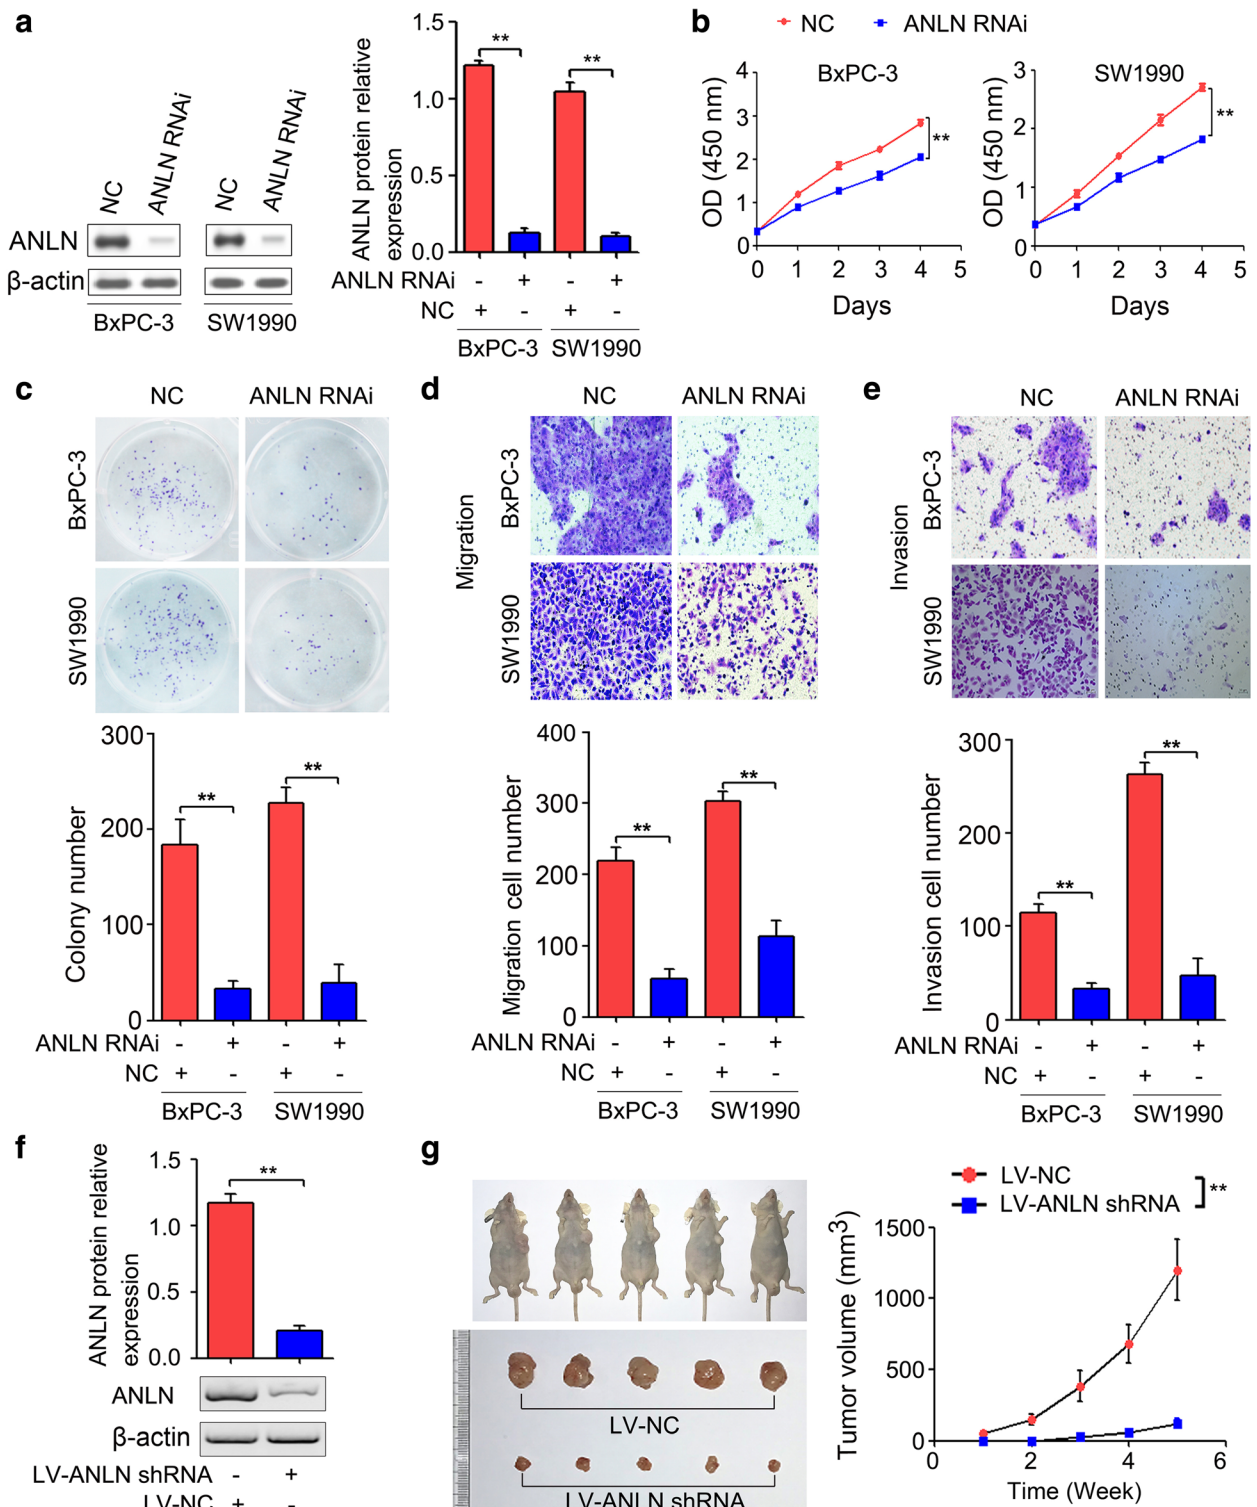 a
NC
ANLN RNAi
NC
ANLN RNAi
ANLN
β-actin
BxPC-3
SW1990
ANLN protein relative
expression
1.5
1.0
0.5
0.0
**
**
ANLN RNAi - + - +
NC + - + -
BxPC-3 SW1990
b
NC ANLN RNAi
BxPC-3
OD (450 nm)
4
3
2
1
0
**
0 1 2 3 4 5
Days
SW1990
OD (450 nm)
3
2
1
0
**
0 1 2 3 4 5
Days
c
NC ANLN RNAi
BxPC-3
SW1990
Colony number
300
200
100
0
**
**
ANLN RNAi - + - +
NC + - + -
BxPC-3 SW1990
d
NC ANLN RNAi
Migration
BxPC-3
SW1990
Migration cell number
400
300
200
100
0
**
**
ANLN RNAi - + - +
NC + - + -
BxPC-3 SW1990
e
NC ANLN RNAi
Invasion
BxPC-3
SW1990
Invasion cell number
300
200
100
0
**
**
ANLN RNAi - + - +
NC + - + -
BxPC-3 SW1990
f
ANLN protein relative
expression
1.5
1.0
0.5
0.0
**
ANLN
β-actin
LV-ANLN shRNA - +
LV-NC + -
g
LV-NC
LV-ANLN shRNA
LV-NC
LV-ANLN shRNA
**
Tumor volume (mm3)
1500
1000
500
0
0 2 4 6
Time (Week)